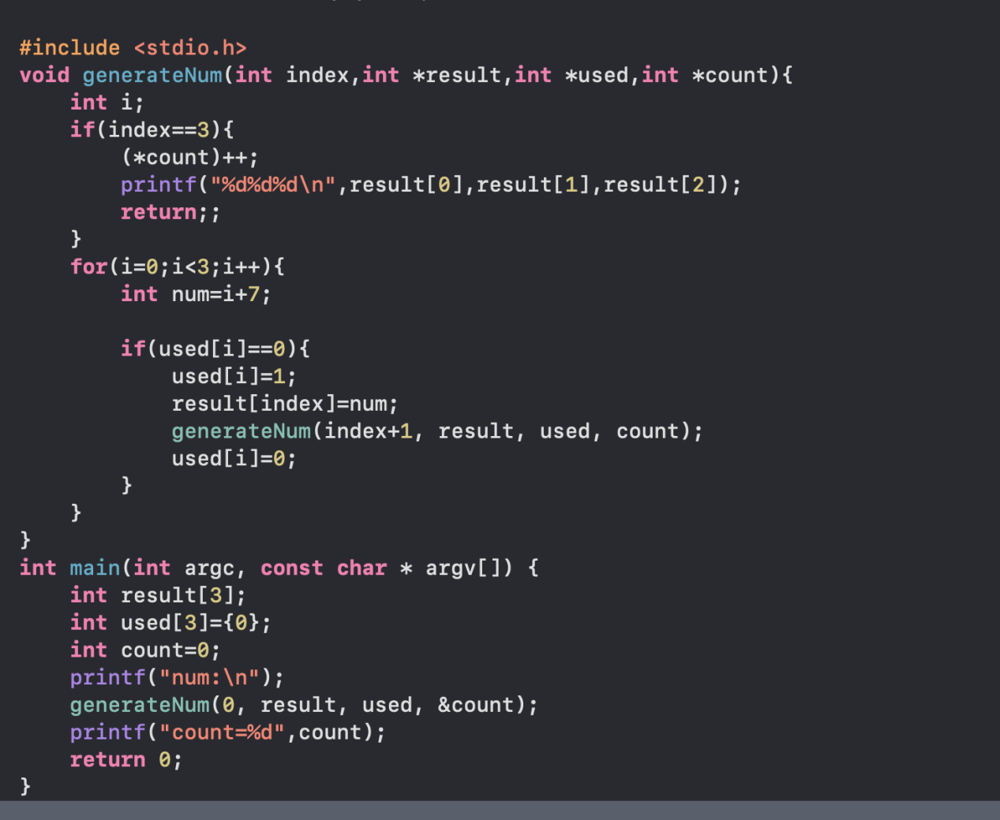 #include <stdio.h>
void generateNum(int index,int *result,int *used,int *count){
    int i;
    if(index==3){
        (*count)++;
        printf("%d%d%d\n",result[0],result[1],result[2]);
        return;;
    }
    for(i=0;i<3;i++){
        int num=i+7;

        if(used[i]==0){
            used[i]=1;
            result[index]=num;
            generateNum(index+1, result, used, count);
            used[i]=0;
        }
    }
}
int main(int argc, const char * argv[]) {
    int result[3];
    int used[3]={0};
    int count=0;
    printf("num:\n");
    generateNum(0, result, used, &count);
    printf("count=%d",count);
    return 0;
}